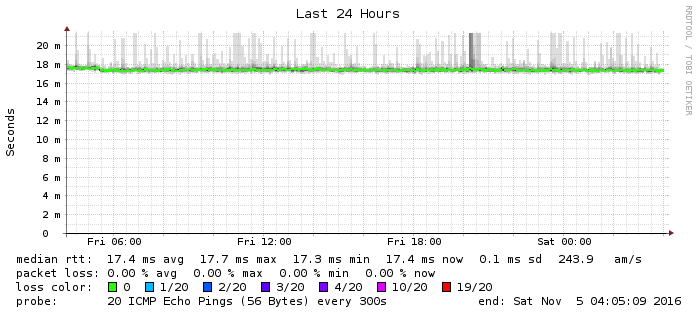 Last 24 Hours
RRDTOOL / TOBI OETIKER
Seconds
20 m
18 m
16 m
14 m
12 m
10 m
8 m
6 m
4 m
2 m
0
Fri 06:00 Fri 12:00 Fri 18:00 Sat 00:00
median rtt: 17.4 ms avg 17.7 ms max 17.3 ms min 17.4 ms now 0.1 ms sd 243.9 am/s
packet loss: 0.00 % avg 0.00 % max 0.00 % min 0.00 % now
loss color: 0 1/20 2/20 3/20 4/20 10/20 19/20
probe: 20 ICMP Echo Pings (56 Bytes) every 300s end: Sat Nov 5 04:05:09 2016